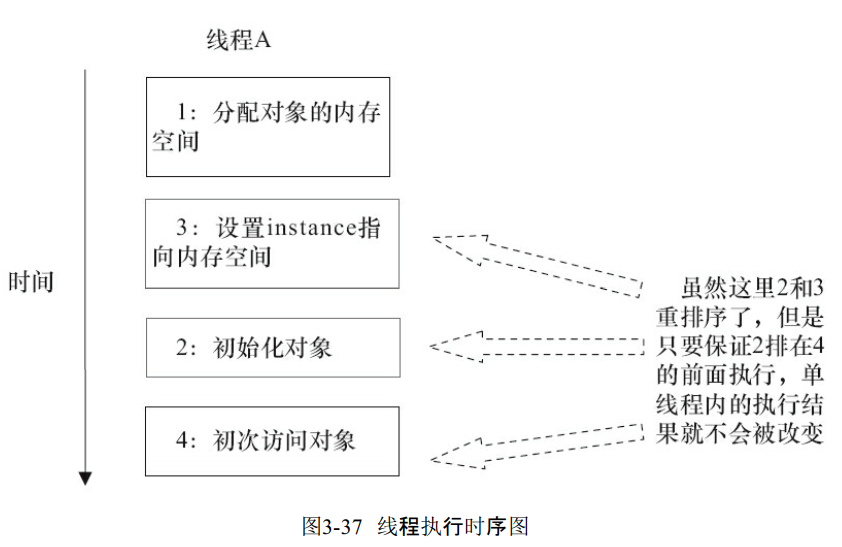 线程A
1：分配对象的内存
空间
3：设置instance指
向内存空间
时间
2：初始化对象
4：初次访问对象
虽然这里2和3
重排序了，但是
只要保证2排在4
的前面执行，单
线程内的执行结
果就不会被改变
图3-37 线程执行时序图